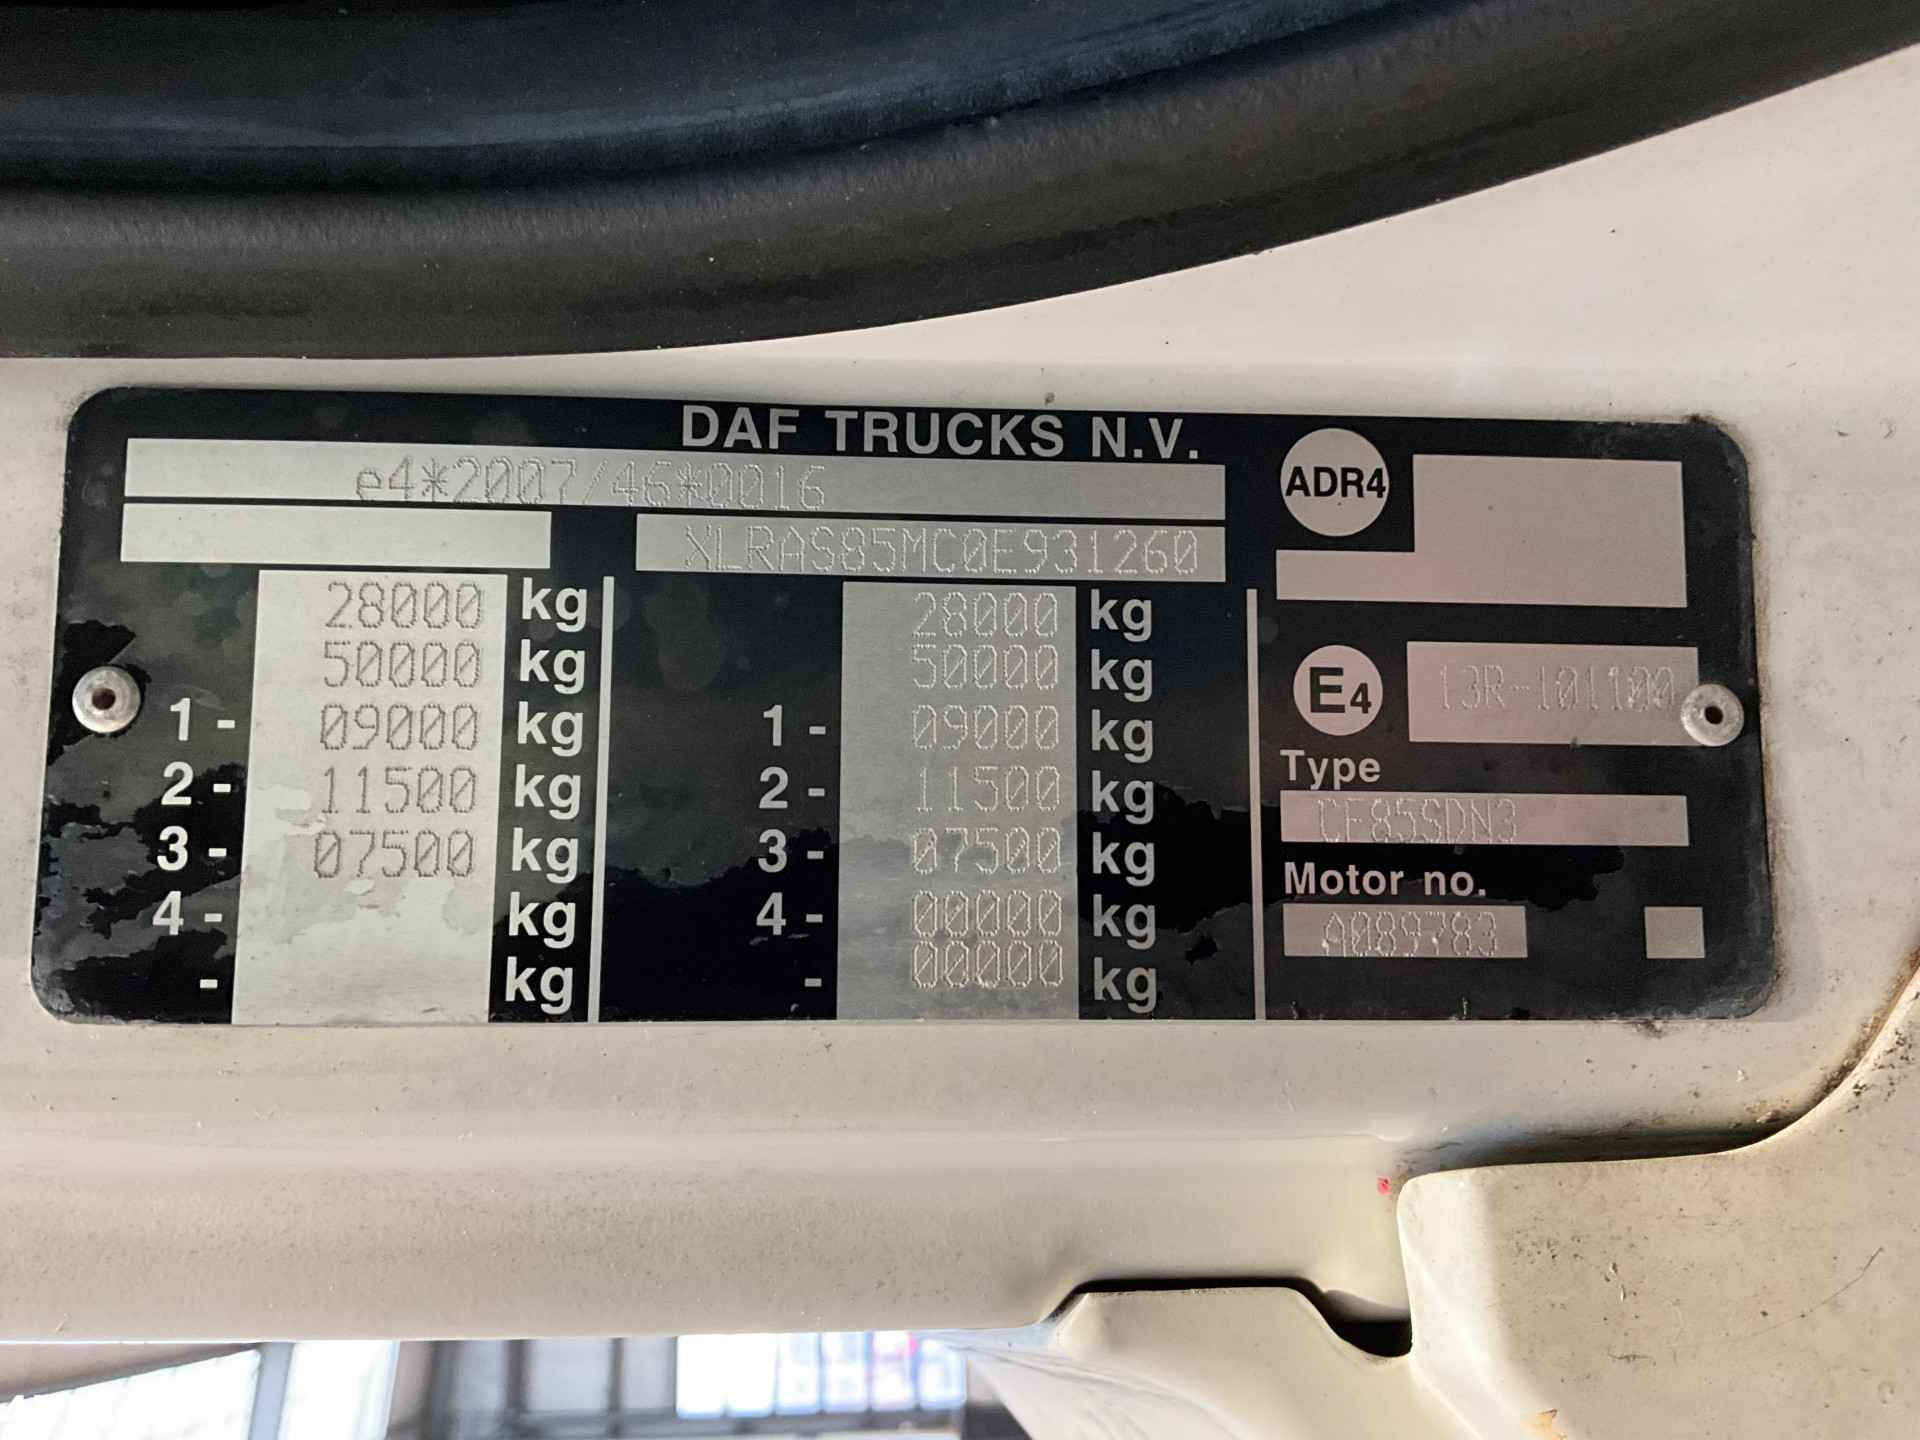 DAF TRUCKS N.V.
e4*2007/46*0016
XLRAS85MC0E931260
28000 kg 28000 kg
50000 kg 50000 kg
1 - 09000 kg 1 - 09000 kg
2 - 11500 kg 2 - 11500 kg
3 - 07500 kg 3 - 07500 kg
4 - kg 4 - 00000 kg
- kg - 00000 kg
ADR4
E4 13R-101100
Type
CF85SDN3
Motor no.
A089783